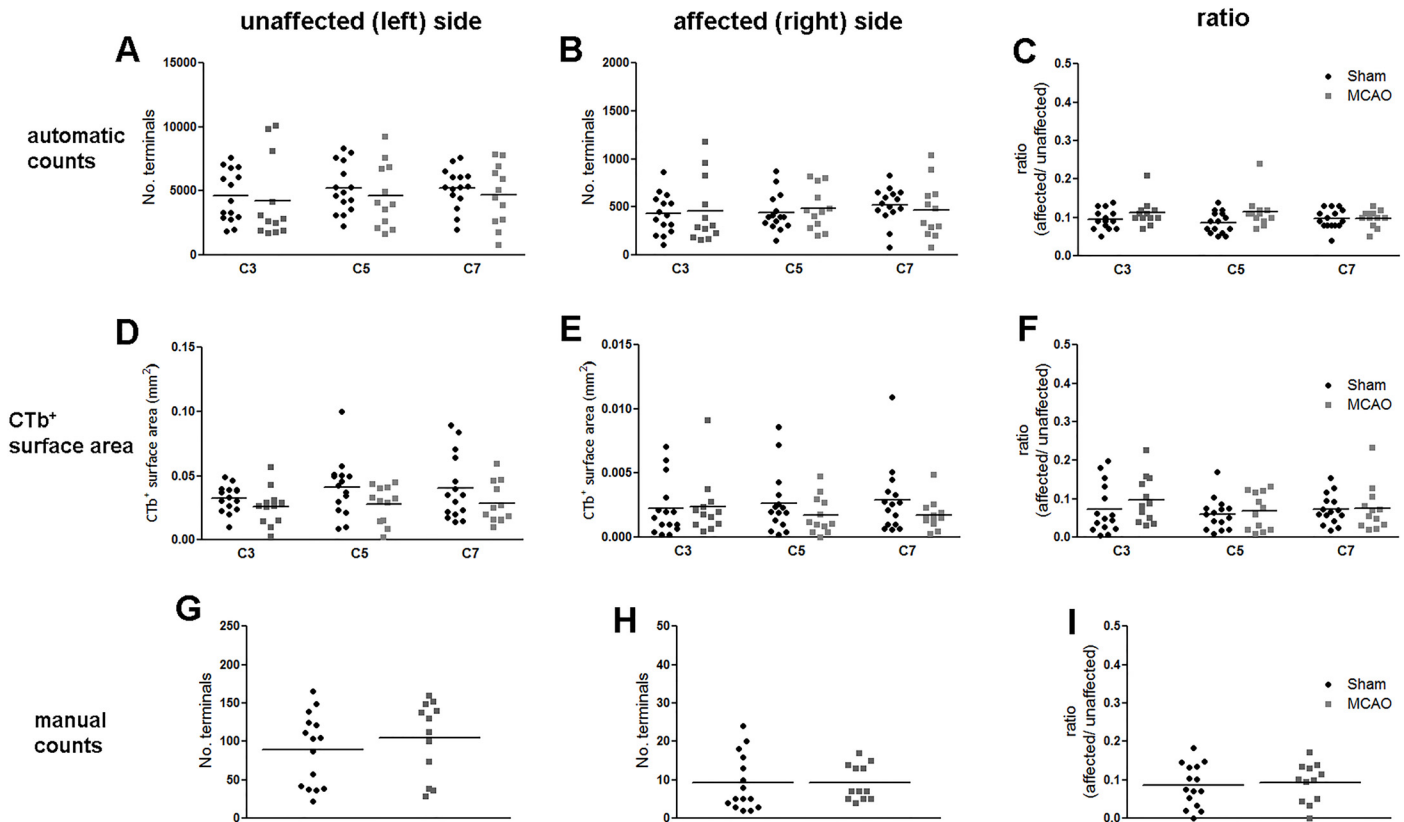 unaffected (left) side
affected (right) side
ratio
automatic counts
A
No. terminals
15000
10000
5000
0
C3
C5
C7
B
No. terminals
2000
1500
1000
500
0
C3
C5
C7
C
ratio
(affected/ unaffected)
0.5
0.4
0.3
0.2
0.1
0.0
C3
C5
C7
Sham
MCAO
CTb+
surface area
D
CTb+ surface area (mm2)
0.15
0.10
0.05
0.00
C3
C5
C7
E
CTb+ surface area (mm2)
0.015
0.010
0.005
0.000
C3
C5
C7
F
ratio
(affected/ unaffected)
0.5
0.4
0.3
0.2
0.1
0.0
C3
C5
C7
Sham
MCAO
manual
counts
G
No. terminals
250
200
150
100
50
0
H
No. terminals
50
40
30
20
10
0
I
ratio
(affected/ unaffected)
0.5
0.4
0.3
0.2
0.1
0.0
Sham
MCAO